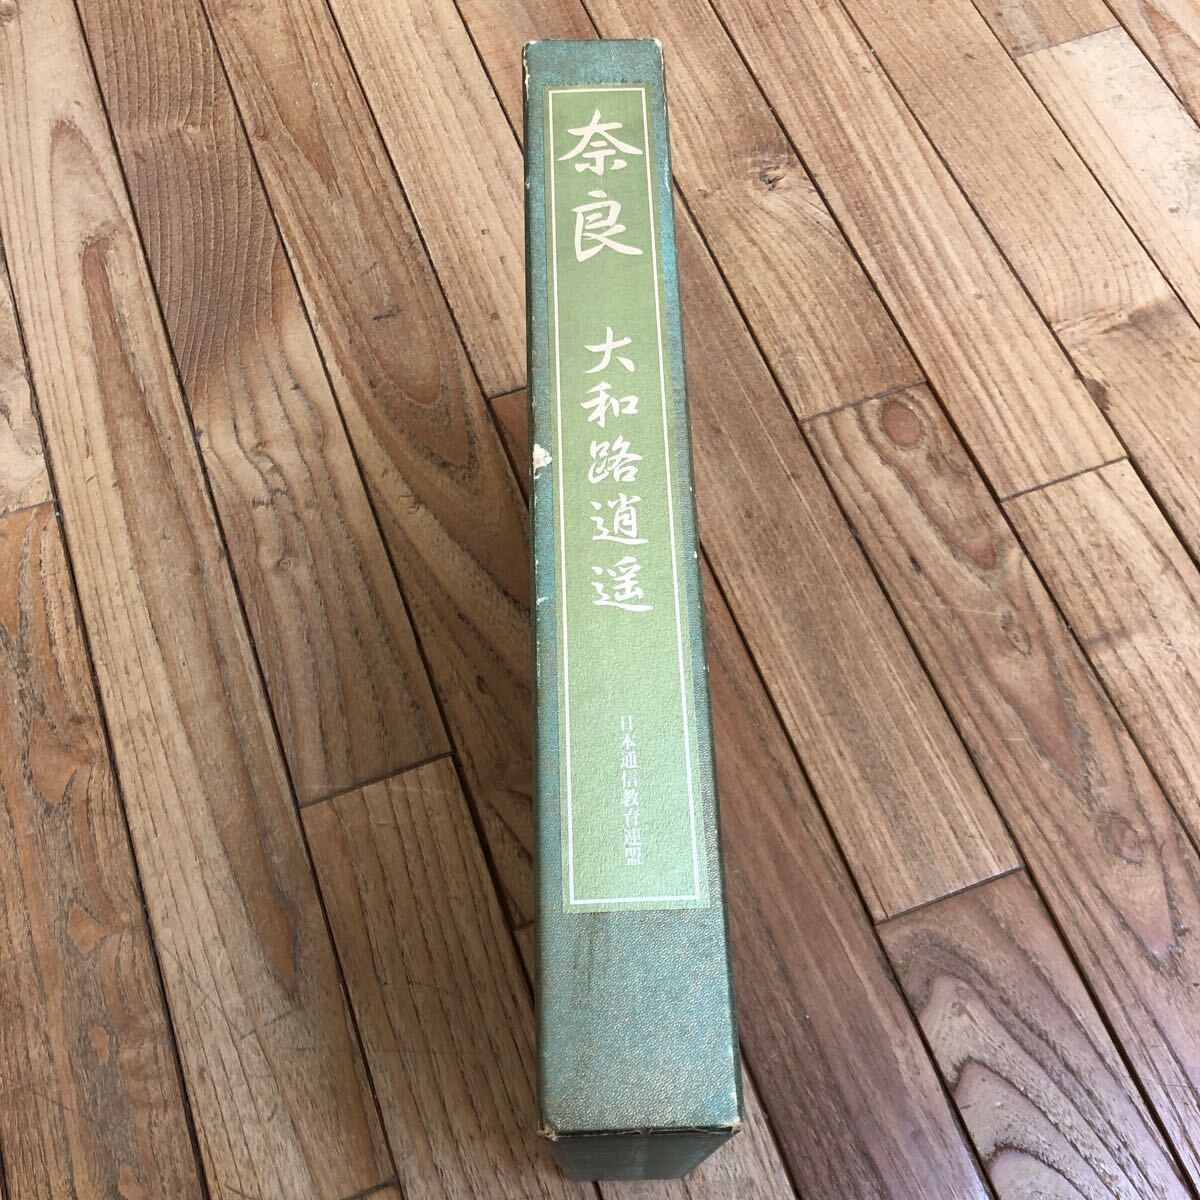 奈良
大和路逍遥
日本通信教育連盟